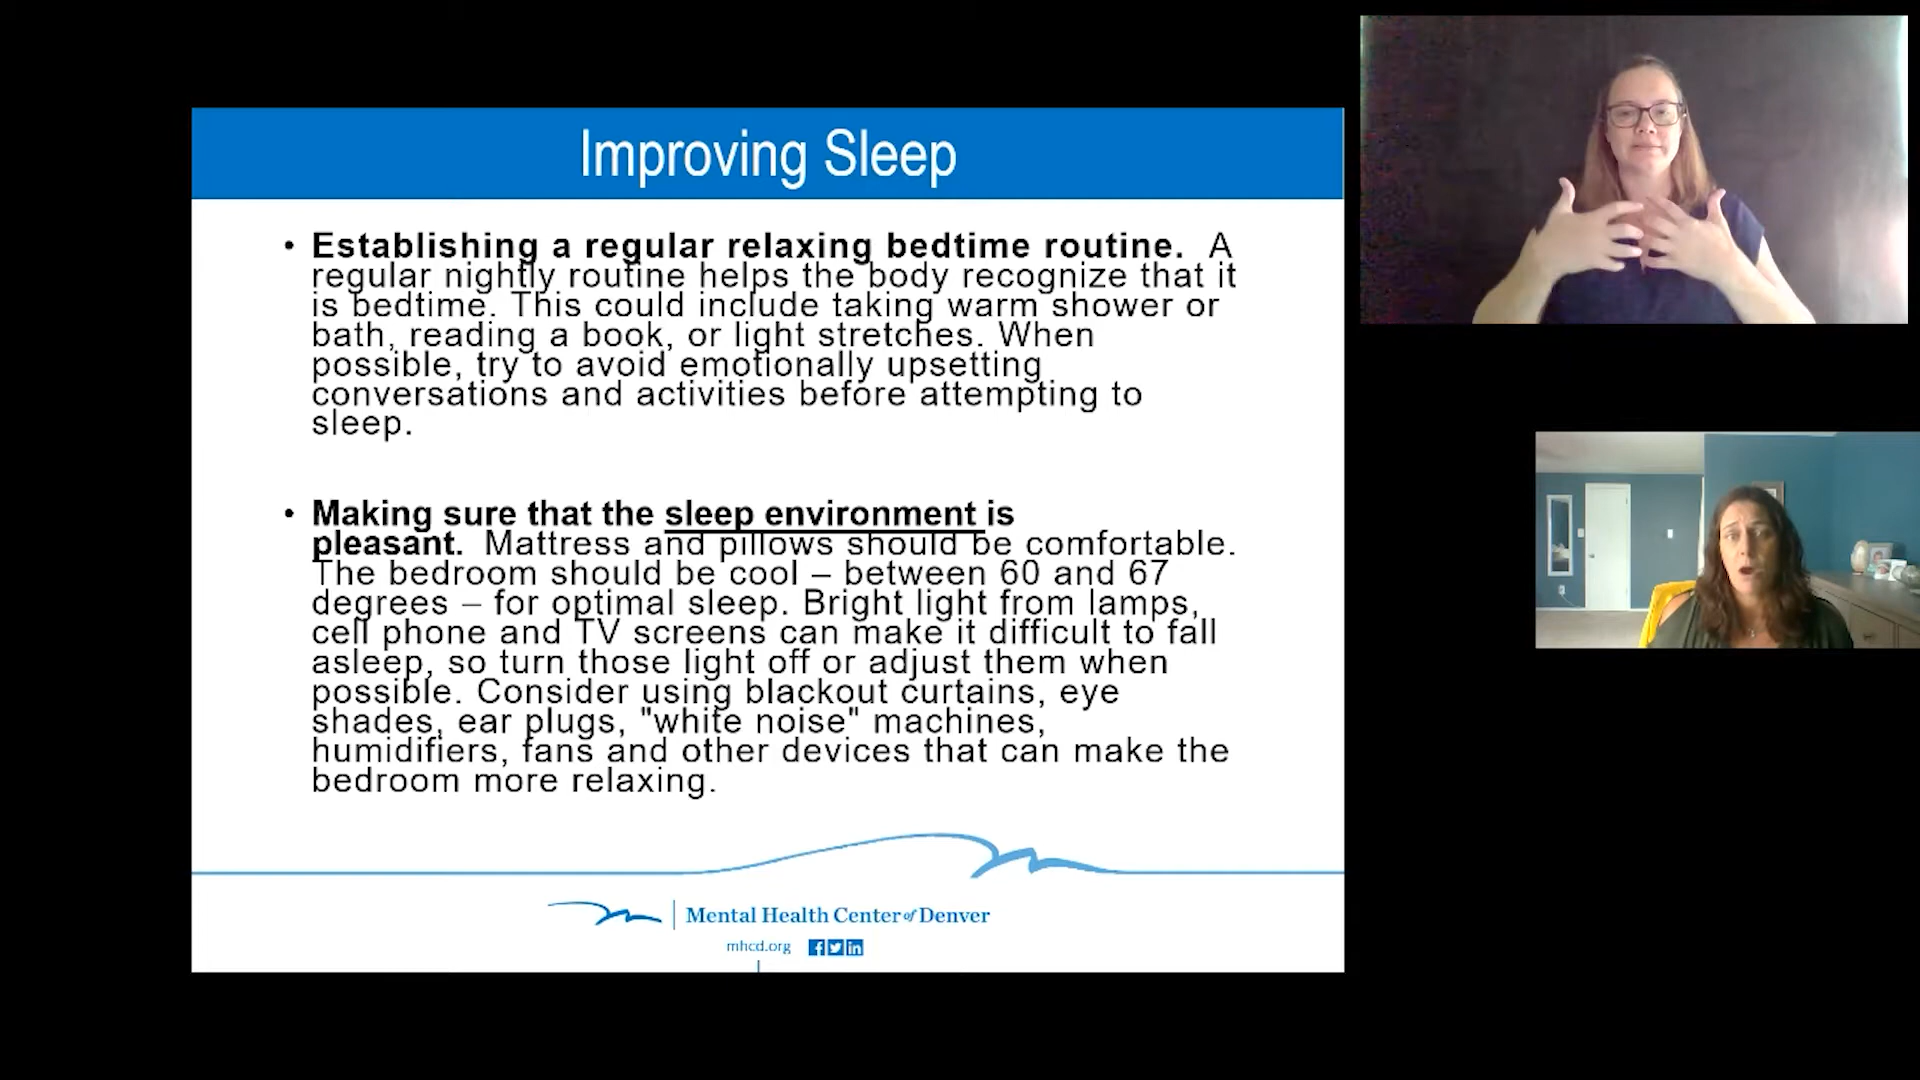 Improving Sleep
• Establishing a regular relaxing bedtime routine. A
regular nightly routine helps the body recognize that it
is bedtime. This could include taking warm shower or
bath, reading a book, or light stretches. When
possible, try to avoid emotionally upsetting
conversations and activities before attempting to
sleep.
• Making sure that the sleep environment is
pleasant. Mattress and pillows should be comfortable.
The bedroom should be cool – between 60 and 67
degrees – for optimal sleep. Bright light from lamps,
cell phone and TV screens can make it difficult to fall
asleep, so turn those light off or adjust them when
possible. Consider using blackout curtains, eye
shades, ear plugs, "white noise" machines,
humidifiers, fans and other devices that can make the
bedroom more relaxing.
Mental Health Center of Denver
mhcd.org